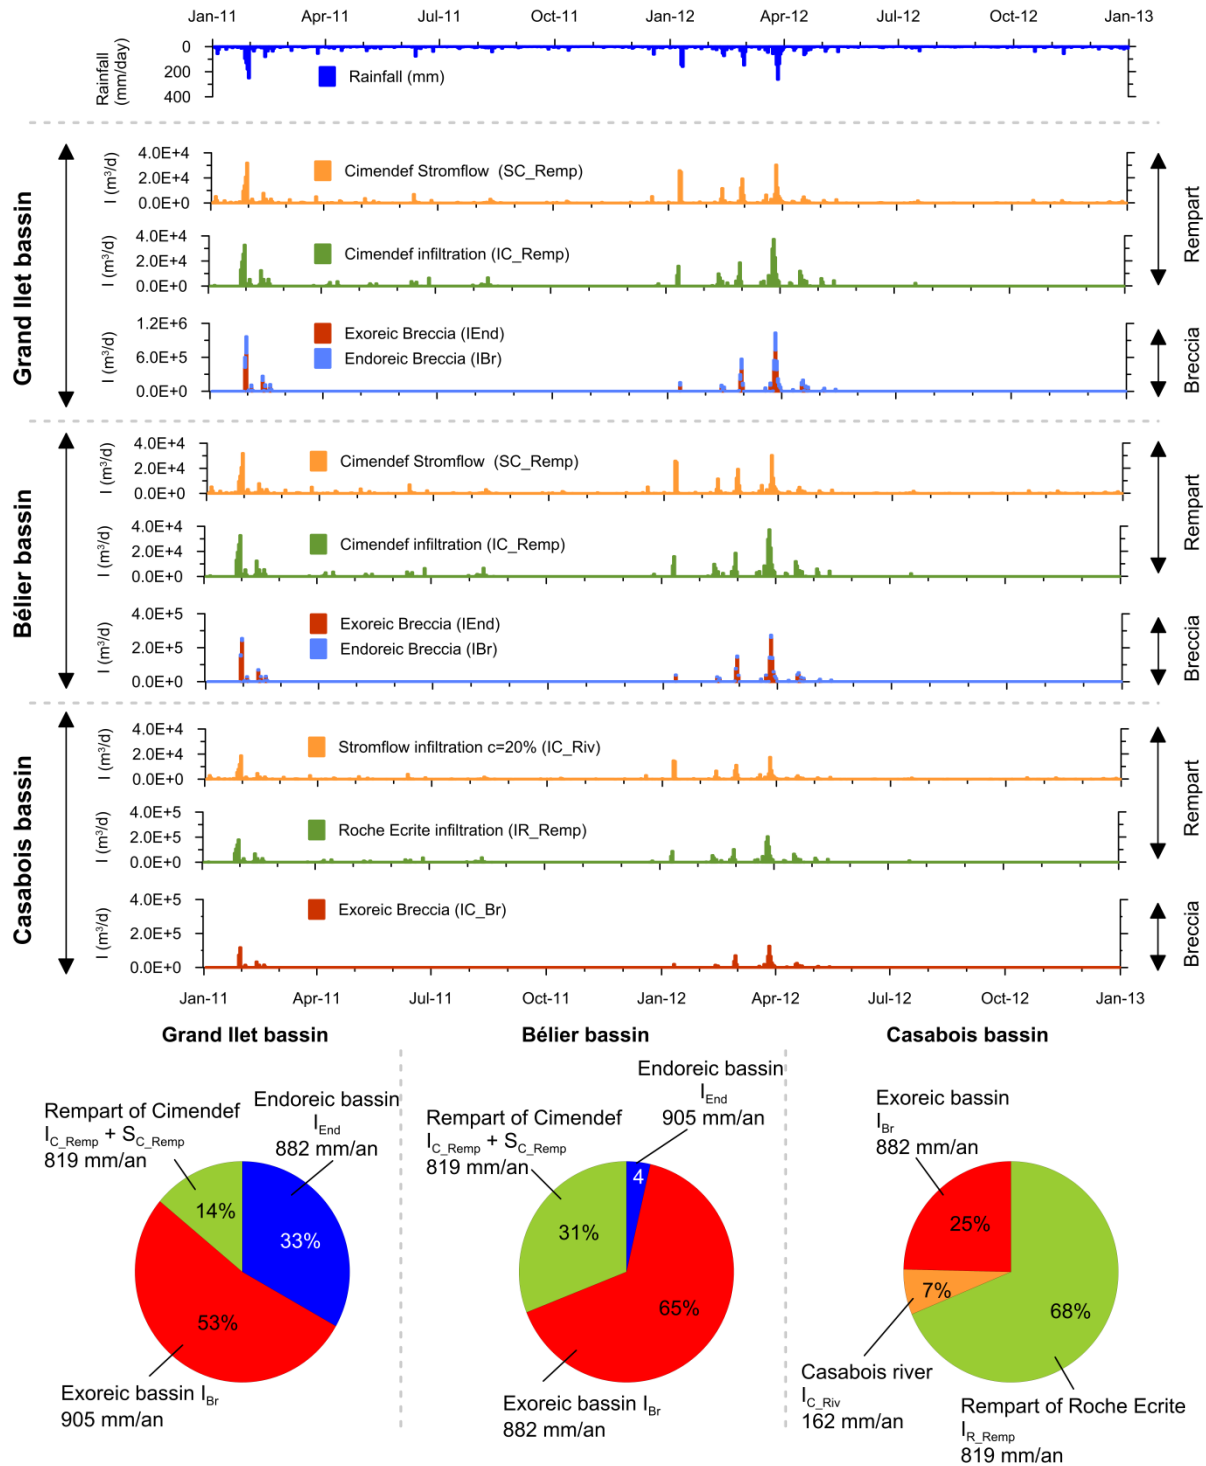 Jan-11 Apr-11 Jul-11 Oct-11 Jan-12 Apr-12 Jul-12 Oct-12 Jan-13
Rainfall
(mm/day)
0
200
400
Rainfall (mm)
Grand Ilet bassin
I (m³/d)
4.0E+4
2.0E+4
0.0E+0
Cimendef Stromflow (SC_Remp)
Rempart
I (m³/d)
4.0E+4
2.0E+4
0.0E+0
Cimendef infiltration (IC_Remp)
I (m³/d)
1.2E+6
6.0E+5
0.0E+0
Exoreic Breccia (IEnd)
Endoreic Breccia (IBr)
Breccia
Bélier bassin
I (m³/d)
4.0E+4
2.0E+4
0.0E+0
Cimendef Stromflow (SC_Remp)
Rempart
I (m³/d)
4.0E+4
2.0E+4
0.0E+0
Cimendef infiltration (IC_Remp)
I (m³/d)
4.0E+5
2.0E+5
0.0E+0
Exoreic Breccia (IEnd)
Endoreic Breccia (IBr)
Breccia
Casabois bassin
I (m³/d)
4.0E+4
2.0E+4
0.0E+0
Stromflow infiltration c=20% (IC_Riv)
Rempart
I (m³/d)
4.0E+5
2.0E+5
0.0E+0
Roche Ecrite infiltration (IR_Remp)
I (m³/d)
4.0E+5
2.0E+5
0.0E+0
Exoreic Breccia (IC_Br)
Breccia
Jan-11 Apr-11 Jul-11 Oct-11 Jan-12 Apr-12 Jul-12 Oct-12 Jan-13
Grand Ilet bassin
Rempart of Cimendef
I C_Remp + S C_Remp
819 mm/an
Endoreic bassin
I End
882 mm/an
14%
33%
53%
Exoreic bassin I Br
905 mm/an
Bélier bassin
Endoreic bassin
I End
905 mm/an
Rempart of Cimendef
I C_Remp + S C_Remp
819 mm/an
4
31%
65%
Exoreic bassin I Br
882 mm/an
Casabois bassin
Exoreic bassin
I Br
882 mm/an
25%
7%
68%
Casabois river
I C_Riv
162 mm/an
Rempart of Roche Ecrite
I R_Remp
819 mm/an